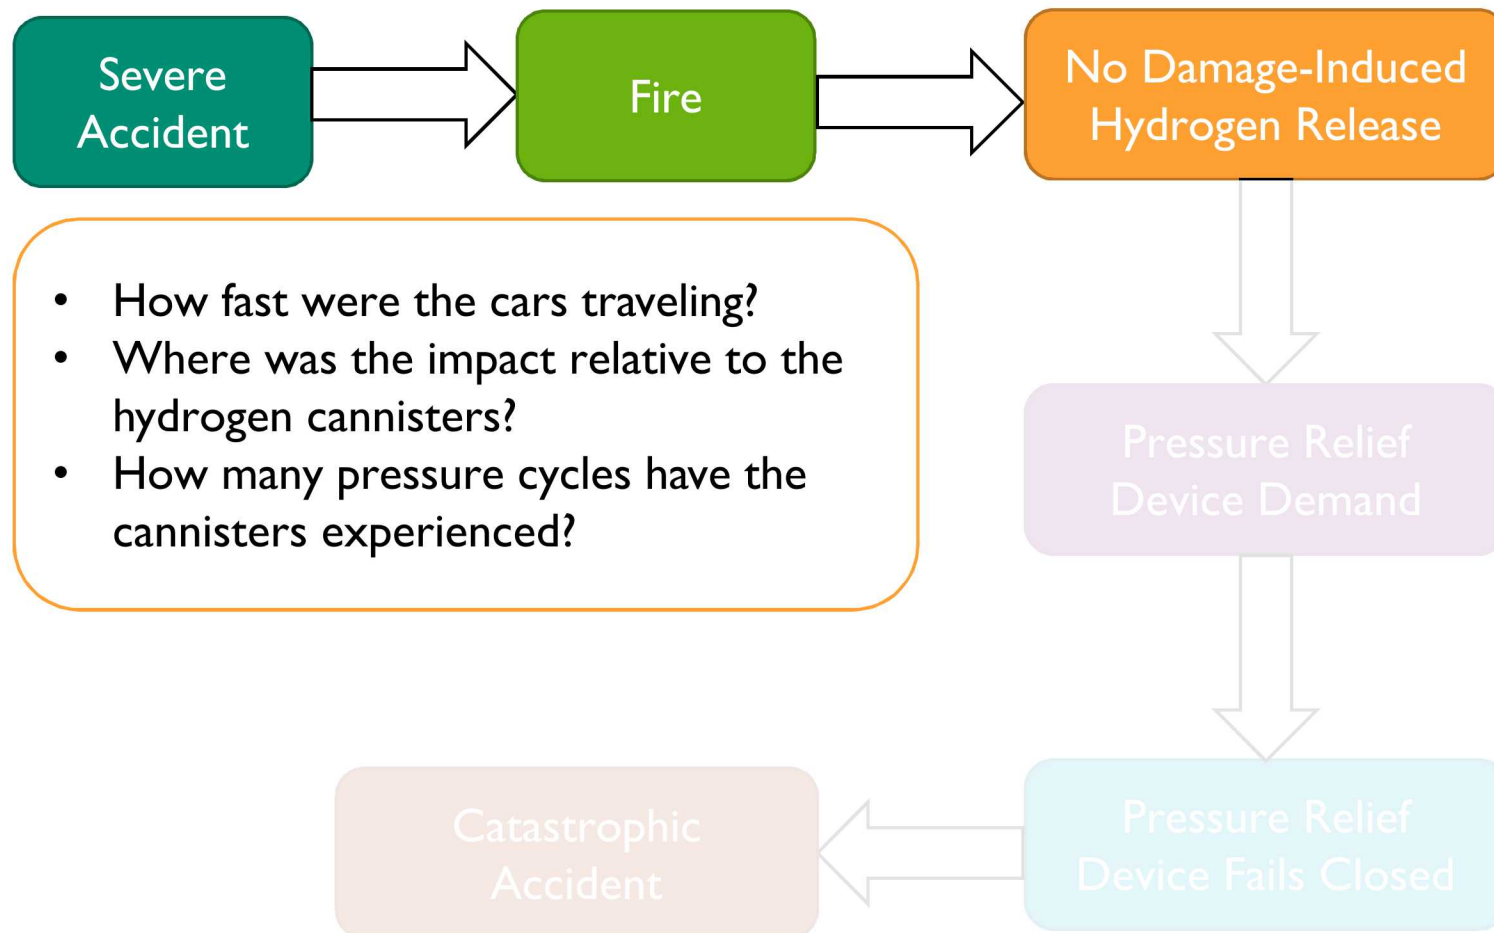 Severe
Accident
Fire
No Damage-Induced
Hydrogen Release
• How fast were the cars traveling?
• Where was the impact relative to the
hydrogen cannisters?
• How many pressure cycles have the
cannisters experienced?
Pressure Relief
Device Demand
Pressure Relief
Device Fails Closed
Catastrophic
Accident